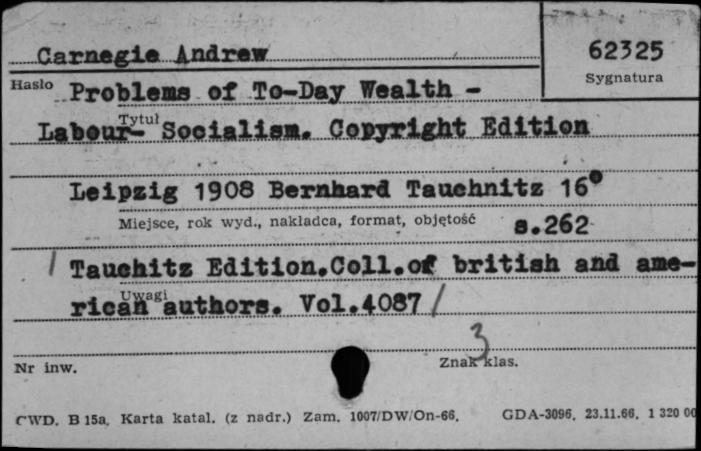 Carnegie Andrew
62325
Sygnatura
Hasło
Problems of To-Day Wealth -
Tytuł
Labour- Socialism. Copyright Edition
Leipzig 1908 Bernhard Tauchnitz 16°
Miejsce, rok wyd., nakładca, format, objętość
s.262
/ Tauchitz Edition.Coll.of british and ame-
Uwagi
rican authors. Vol.4087 /
3
Nr inw.
Znak klas.
CWD. B 15a. Karta katal. (z nadr.) Zam. 1007/DW/On-66. GDA-3096. 23.11.66. 1 320 00